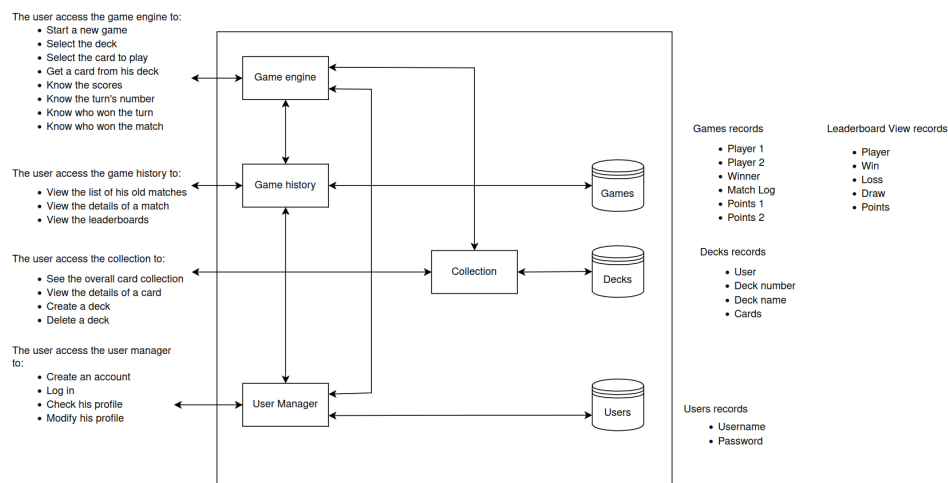 The user access the game engine to:
Start a new game
Select the deck
Select the card to play
Get a card from his deck
Know the scores
Know the turn's number
Know who won the turn
Know who won the match
Game engine
The user access the game history to:
View the list of his old matches
View the details of a match
View the leaderboards
Game history
Games
Games records
Player 1
Player 2
Winner
Match Log
Points 1
Points 2
Leaderboard View records
Player
Win
Loss
Draw
Points
The user access the collection to:
See the overall card collection
View the details of a card
Create a deck
Delete a deck
Collection
Decks
Decks records
User
Deck number
Deck name
Cards
The user access the user manager
to:
Create an account
Log in
Check his profile
Modify his profile
User Manager
Users
Users records
Username
Password